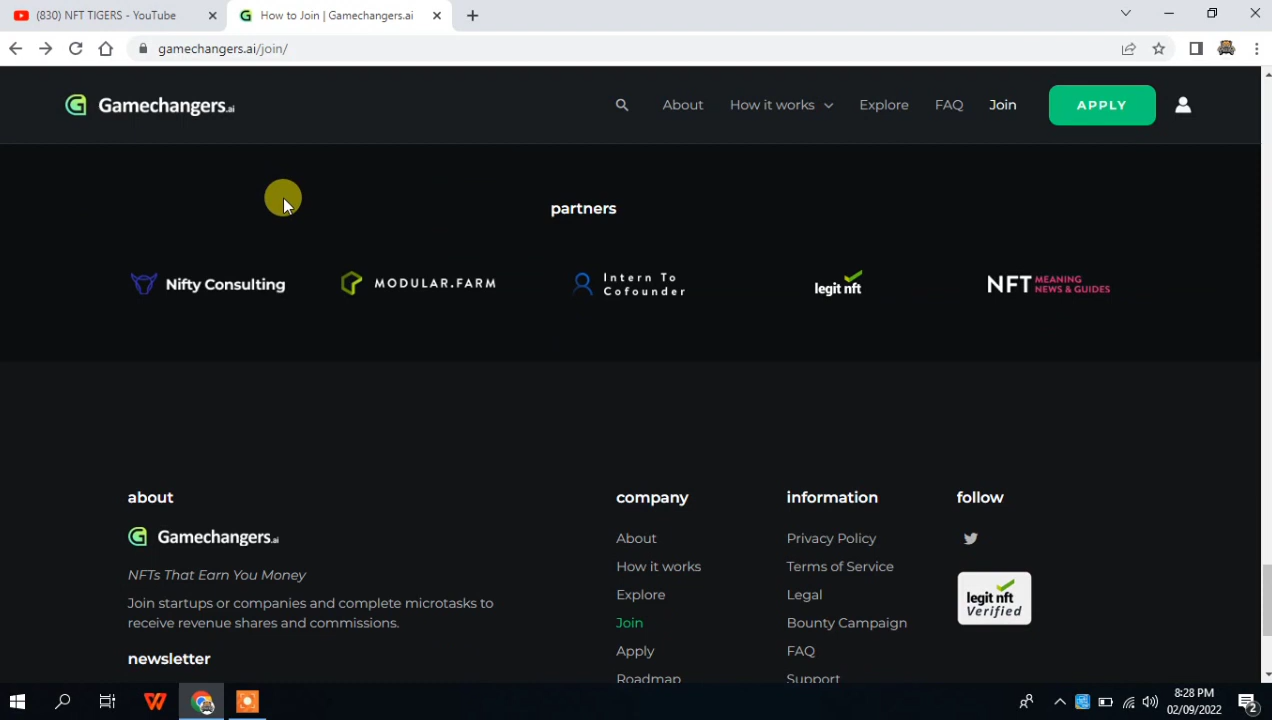 (830) NFT TIGERS - YouTube
How to Join | Gamechangers.ai
gamechangers.ai/join/
Gamechangers.ai
About
How it works
Explore
FAQ
Join
APPLY
partners
Nifty Consulting
MODULAR.FARM
Intern To
Cofounder
legit nft
NFT MEANING
NEWS & GUIDES
about
Gamechangers.ai
NFTs That Earn You Money
Join startups or companies and complete microtasks to
receive revenue shares and commissions.
newsletter
company
About
How it works
Explore
Join
Apply
Roadmap
information
Privacy Policy
Terms of Service
Legal
Bounty Campaign
FAQ
Support
follow
legit nft
Verified
8:28 PM
02/09/2022
2